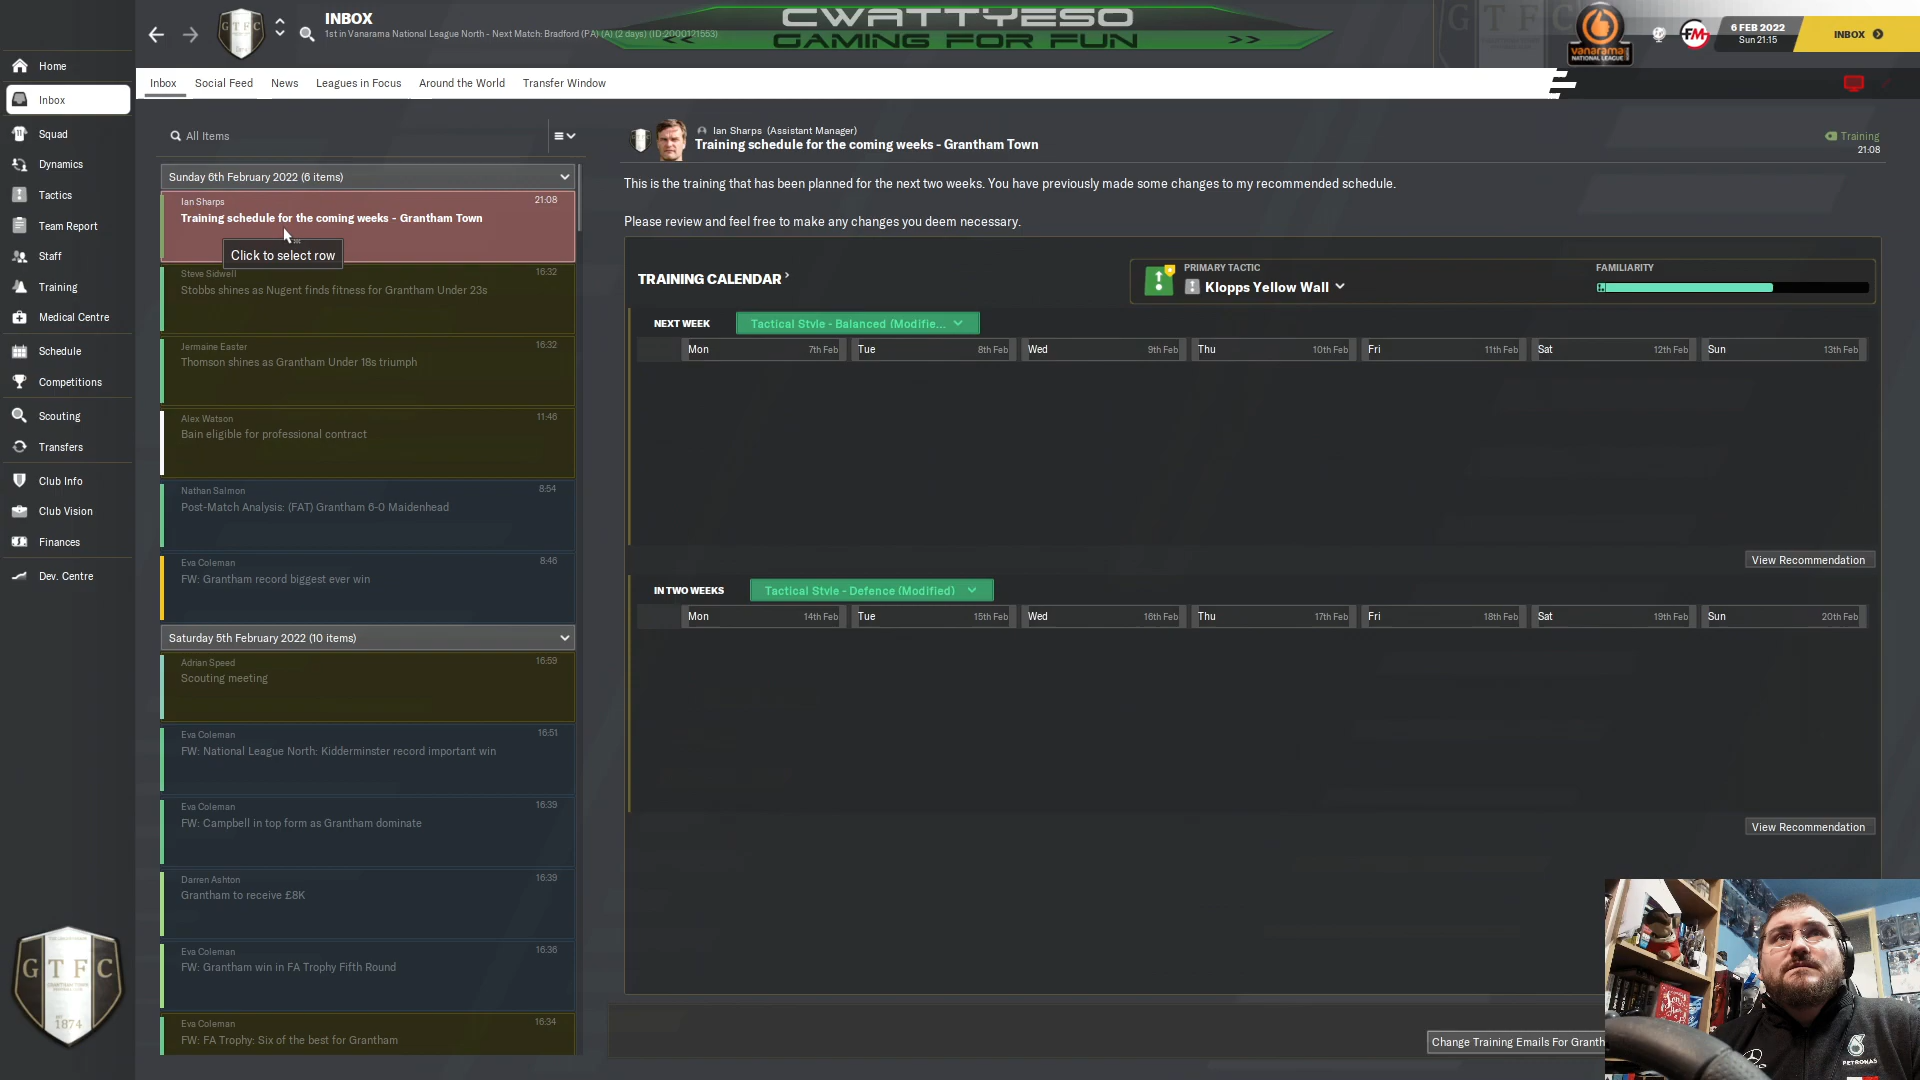 INBOX
1st in Vanarama National League North - Next Match: Bradford (PA) (A) (2 days) (ID:2000121553)
CWATTYESO
GAMING FOR FUN
vanarama
NATIONAL LEAGUE
FM
6 FEB 2022
Sun 21:15
INBOX
Inbox
Social Feed
News
Leagues in Focus
Around the World
Transfer Window
Home
Inbox
Squad
Dynamics
Tactics
Team Report
Staff
Training
Medical Centre
Schedule
Competitions
Scouting
Transfers
Club Info
Club Vision
Finances
Dev. Centre
GTFC
1874
All Items
Sunday 6th February 2022 (6 items)
Ian Sharps 21:08
Training schedule for the coming weeks - Grantham Town
Click to select row
Steve Sidwell 16:32
Stobbs shines as Nugent finds fitness for Grantham Under 23s
Jermaine Easter 16:32
Thomson shines as Grantham Under 18s triumph
Alex Watson 11:46
Bain eligible for professional contract
Nathan Salmon 8:54
Post-Match Analysis: (FAT) Grantham 6-0 Maidenhead
Eva Coleman 8:46
FW: Grantham record biggest ever win
Saturday 5th February 2022 (10 items)
Adrian Speed 16:59
Scouting meeting
Eva Coleman 16:51
FW: National League North: Kidderminster record important win
Eva Coleman 16:39
FW: Campbell in top form as Grantham dominate
Darren Ashton 16:39
Grantham to receive £8K
Eva Coleman 16:36
FW: Grantham win in FA Trophy Fifth Round
Eva Coleman 16:34
FW: FA Trophy: Six of the best for Grantham
Ian Sharps (Assistant Manager)
Training schedule for the coming weeks - Grantham Town
Training
21:08
This is the training that has been planned for the next two weeks. You have previously made some changes to my recommended schedule.
Please review and feel free to make any changes you deem necessary.
TRAINING CALENDAR
PRIMARY TACTIC
Klopps Yellow Wall
FAMILIARITY
NEXT WEEK
Tactical Style - Balanced (Modifie...
Mon 7th Feb Tue 8th Feb Wed 9th Feb Thu 10th Feb Fri 11th Feb Sat 12th Feb Sun 13th Feb
View Recommendation
IN TWO WEEKS
Tactical Style - Defence (Modified)
Mon 14th Feb Tue 15th Feb Wed 16th Feb Thu 17th Feb Fri 18th Feb Sat 19th Feb Sun 20th Feb
View Recommendation
Change Training Emails For Granth
PETRONAS